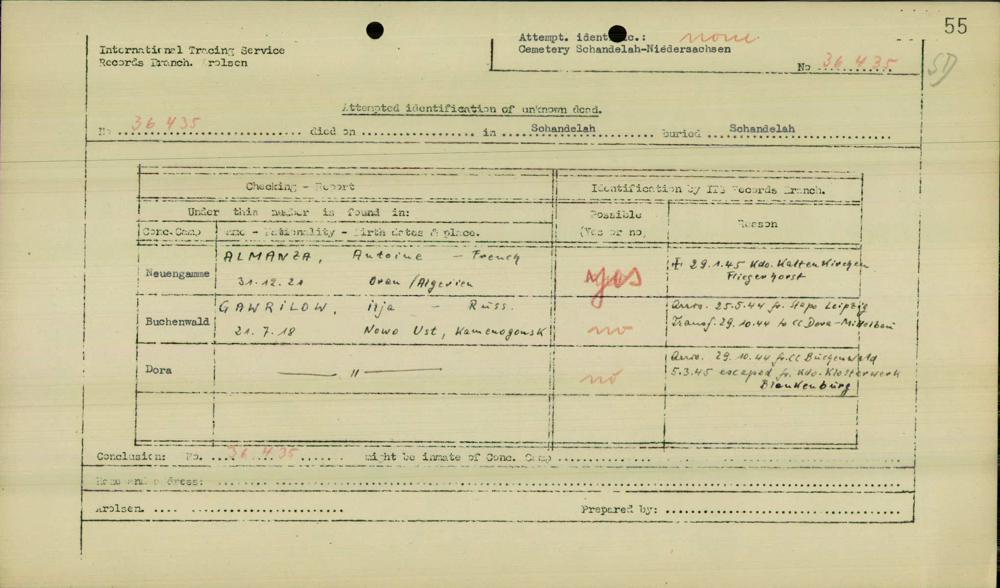 55
International Tracing Service
Records Branch. Arolsen
Attempt. ident etc.: none
Cemetery Schandelah-Niedersachsen
No 36 435
SD
Attempted identification of unknown dead.
No 36 435 died on in Schandelah buried Schandelah
Checking - Report
Identification by ITS Records Branch.
Under this number is found in:
Possible
(Yes or no)
Reason
Conc.Camp
Name - Nationality - Birth dates & place.
Neuengamme
ALMANZA, Antoine - French
31.12.21 Oran/Algerien
yes
29.1.45 Kdo. Kaltenkirchen
Fliegerhorst
Buchenwald
GAWRILOW, Ilja - Russ.
21.7.18 Nowo Ust, Kamenogowsk
no
Arriv. 25.5.44 fr. Stapo Leipzig
Transf. 29.10.44 to CC Dora-Mittelbau
Dora
— " —
no
Arriv. 29.10.44 fr. CC Buchenwald
5.3.45 escaped fr. Kdo. Klosterwerk
Blankenburg
Conclusion: No. 36 435 might be inmate of Conc. Camp
Name and address:
Arolsen.
Prepared by: